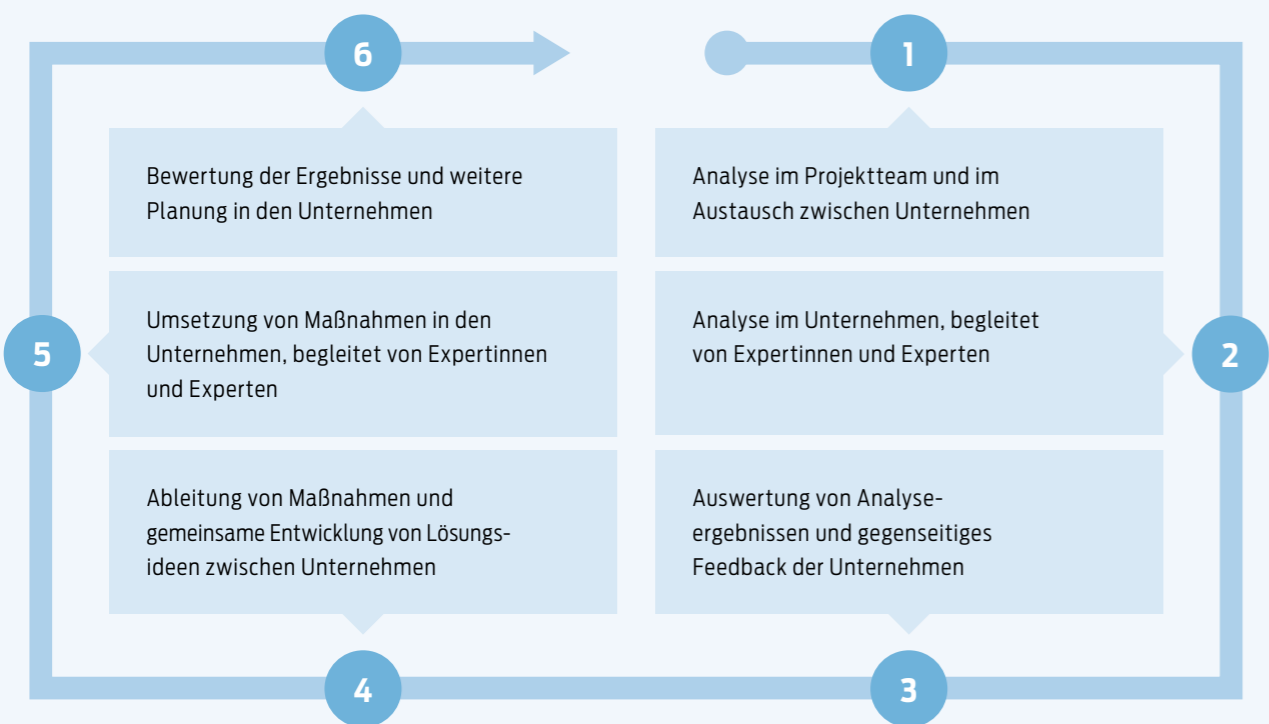 1
Analyse im Projektteam und im
Austausch zwischen Unternehmen
2
Analyse im Unternehmen, begleitet
von Expertinnen und Experten
3
Auswertung von Analyse-
ergebnissen und gegenseitiges
Feedback der Unternehmen
4
Ableitung von Maßnahmen und
gemeinsame Entwicklung von Lösungs-
ideen zwischen Unternehmen
5
Umsetzung von Maßnahmen in den
Unternehmen, begleitet von Expertinnen
und Experten
6
Bewertung der Ergebnisse und weitere
Planung in den Unternehmen